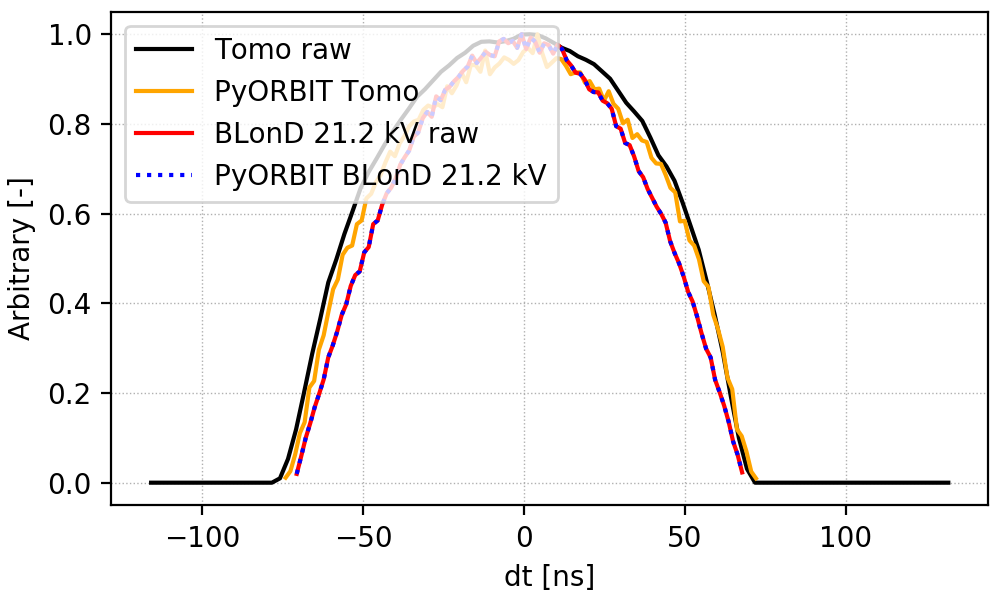 1.0
0.8
0.6
0.4
0.2
0.0
Arbitrary [-]
Tomo raw
PyORBIT Tomo
BLonD 21.2 kV raw
PyORBIT BLonD 21.2 kV
−100
−50
0
50
100
dt [ns]